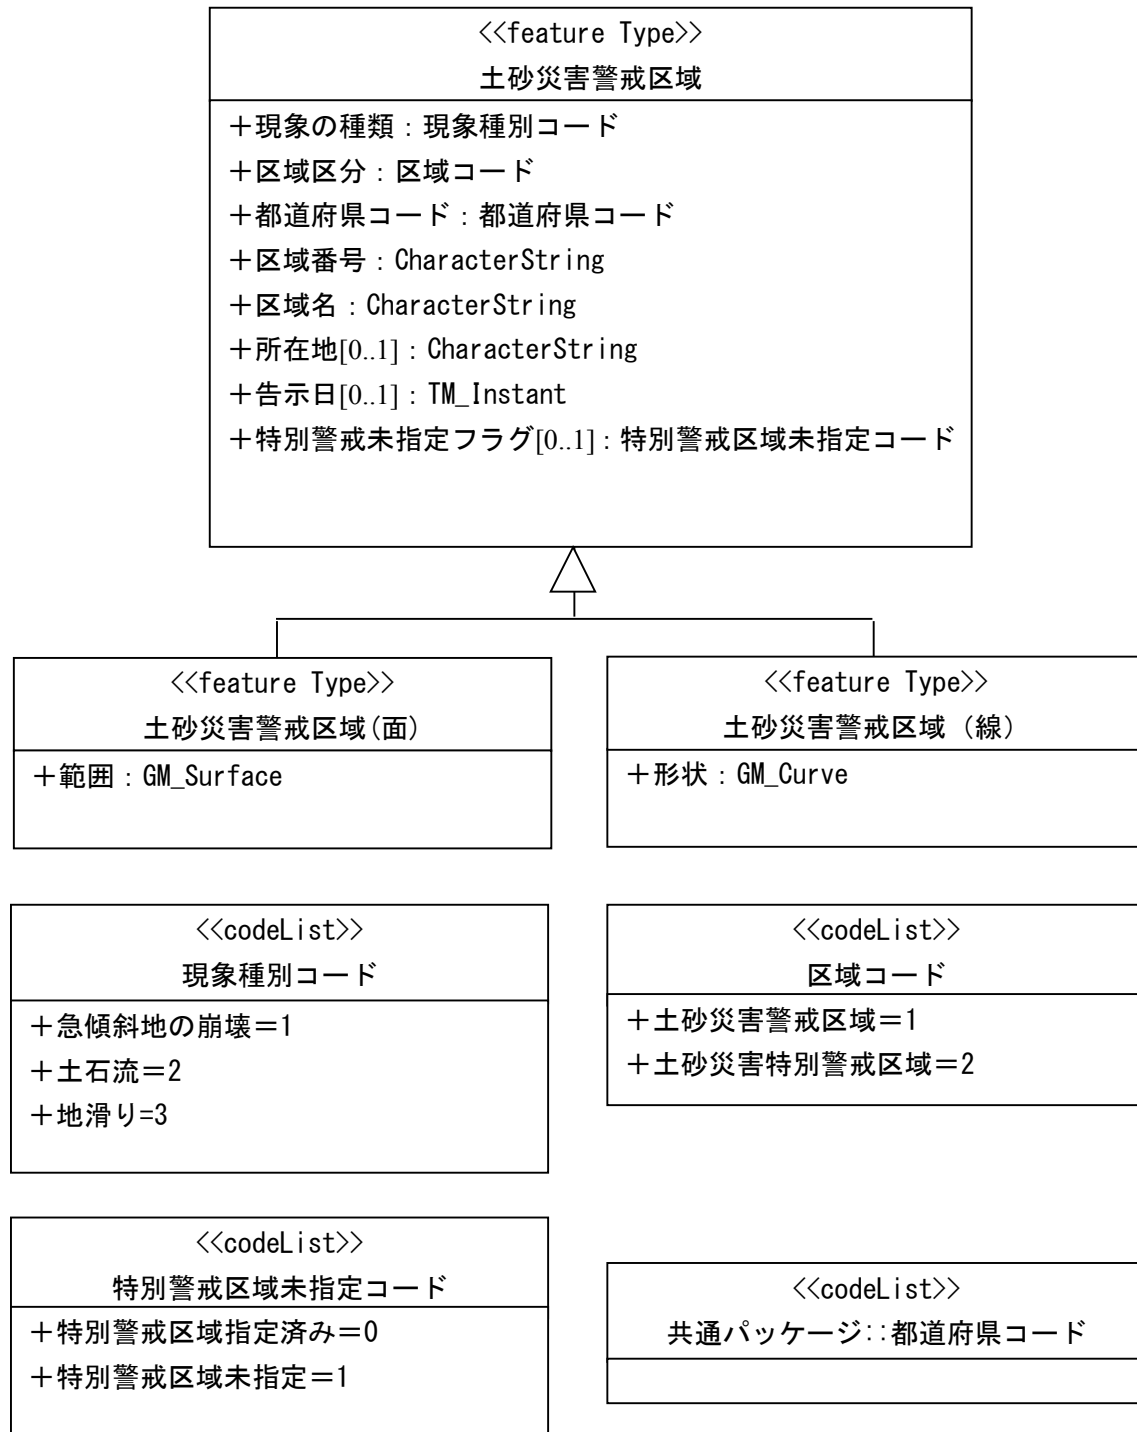 <<feature Type>>
土砂災害警戒区域
＋現象の種類：現象種別コード
＋区域区分：区域コード
＋都道府県コード：都道府県コード
＋区域番号：CharacterString
＋区域名：CharacterString
＋所在地[0..1]：CharacterString
＋告示日[0..1]：TM_Instant
＋特別警戒未指定フラグ[0..1]：特別警戒区域未指定コード
<<feature Type>>
土砂災害警戒区域(面)
＋範囲：GM_Surface
<<feature Type>>
土砂災害警戒区域（線）
＋形状：GM_Curve
<<codeList>>
現象種別コード
＋急傾斜地の崩壊＝1
＋土石流＝2
＋地滑り=3
<<codeList>>
区域コード
＋土砂災害警戒区域＝1
＋土砂災害特別警戒区域＝2
<<codeList>>
特別警戒区域未指定コード
＋特別警戒区域指定済み＝0
＋特別警戒区域未指定＝1
<<codeList>>
共通パッケージ::都道府県コード